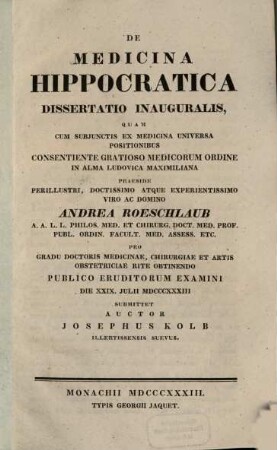 DE
MEDICINA
HIPPOCRATICA
DISSERTATIO INAUGURALIS,
QUAM
CUM SUBJUNCTIS EX MEDICINA UNIVERSA
POSITIONIBUS
CONSENTIENTE GRATIOSO MEDICORUM ORDINE
IN ALMA LUDOVICA MAXIMILIANA
PRAESIDE
PERILLUSTRI, DOCTISSIMO ATQUE EXPERIENTISSIMO
VIRO AC DOMINO
ANDREA ROESCHLAUB
A. A. L. L. PHILOS. MED. ET CHIRURG. DOCT. MED. PROF.
PUBL. ORDIN. FACULT. MED. ASSESS. ETC.
PRO
GRADU DOCTORIS MEDICINAE, CHIRURGIAE ET ARTIS
OBSTETRICIAE RITE OBTINENDO
PUBLICO ERUDITORUM EXAMINI
DIE XXIX. JULII MDCCCXXXIII
SUBMITTET
AUCTOR
JOSEPHUS KOLB
ILLERTISSENSIS SUEVUS.
MONACHII MDCCCXXXIII.
TYPIS GEORGII JAQUET.